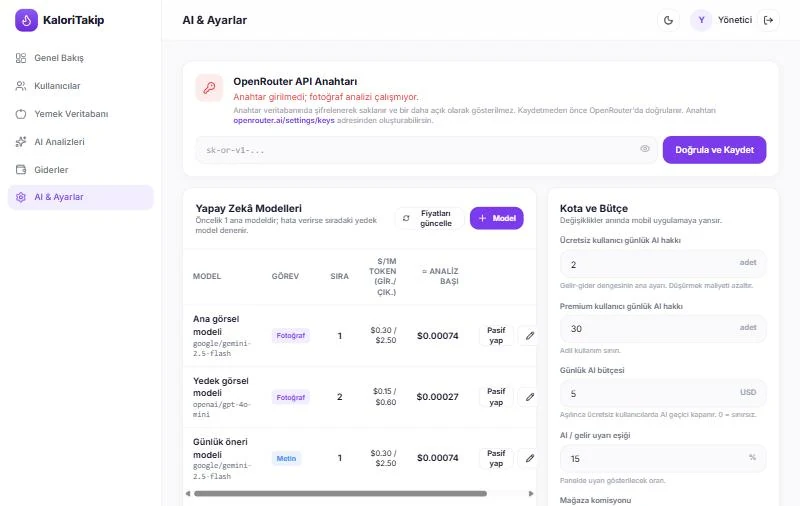 KaloriTakip
Genel Bakış
Kullanıcılar
Yemek Veritabanı
AI Analizleri
Giderler
AI & Ayarlar
AI & Ayarlar
Y
Yönetici
OpenRouter API Anahtarı
Anahtar girilmedi; fotoğraf analizi çalışmıyor.
Anahtar veritabanında şifrelenerek saklanır ve bir daha açık olarak gösterilmez. Kaydetmeden önce OpenRouter'da doğrulanır. Anahtarı
openrouter.ai/settings/keys adresinden oluşturabilirsin.
sk-or-v1-...
Doğrula ve Kaydet
Yapay Zekâ Modelleri
Öncelik 1 ana modeldir; hata verirse sıradaki yedek
model denenir.
Fiyatları
güncelle
Model
MODEL
GÖREV
SIRA
$/1M
TOKEN
(GİR./
ÇIK.)
≈ ANALİZ
BAŞI
Ana görsel
modeli
google/gemini-
2.5-flash
Fotoğraf
1
$0.30 /
$2.50
$0.00074
Pasif
yap
Yedek görsel
modeli
openai/gpt-4o-
mini
Fotoğraf
2
$0.15 /
$0.60
$0.00027
Pasif
yap
Günlük öneri
modeli
google/gemini-
2.5-flash
Metin
1
$0.30 /
$2.50
$0.00074
Pasif
yap
Kota ve Bütçe
Değişiklikler anında mobil uygulamaya yansır.
Ücretsiz kullanıcı günlük AI hakkı
2
adet
Gelir-gider dengesinin ana ayarı. Düşürmek maliyeti azaltır.
Premium kullanıcı günlük AI hakkı
30
adet
Adil kullanım sınırı.
Günlük AI bütçesi
5
USD
Aşılınca ücretsiz kullanıcılarda AI geçici kapanır. 0 = sınırsız.
AI / gelir uyarı eşiği
15
%
Panelde uyarı gösterilecek oran.
Mağaza komisyonu